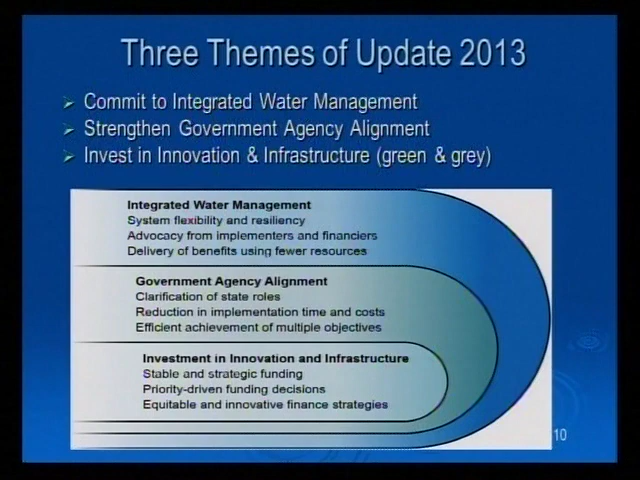 Three Themes of Update 2013
Commit to Integrated Water Management
Strengthen Government Agency Alignment
Invest in Innovation & Infrastructure (green & grey)
Integrated Water Management
System flexibility and resiliency
Advocacy from implementers and financiers
Delivery of benefits using fewer resources
Government Agency Alignment
Clarification of state roles
Reduction in implementation time and costs
Efficient achievement of multiple objectives
Investment in Innovation and Infrastructure
Stable and strategic funding
Priority-driven funding decisions
Equitable and innovative finance strategies
10